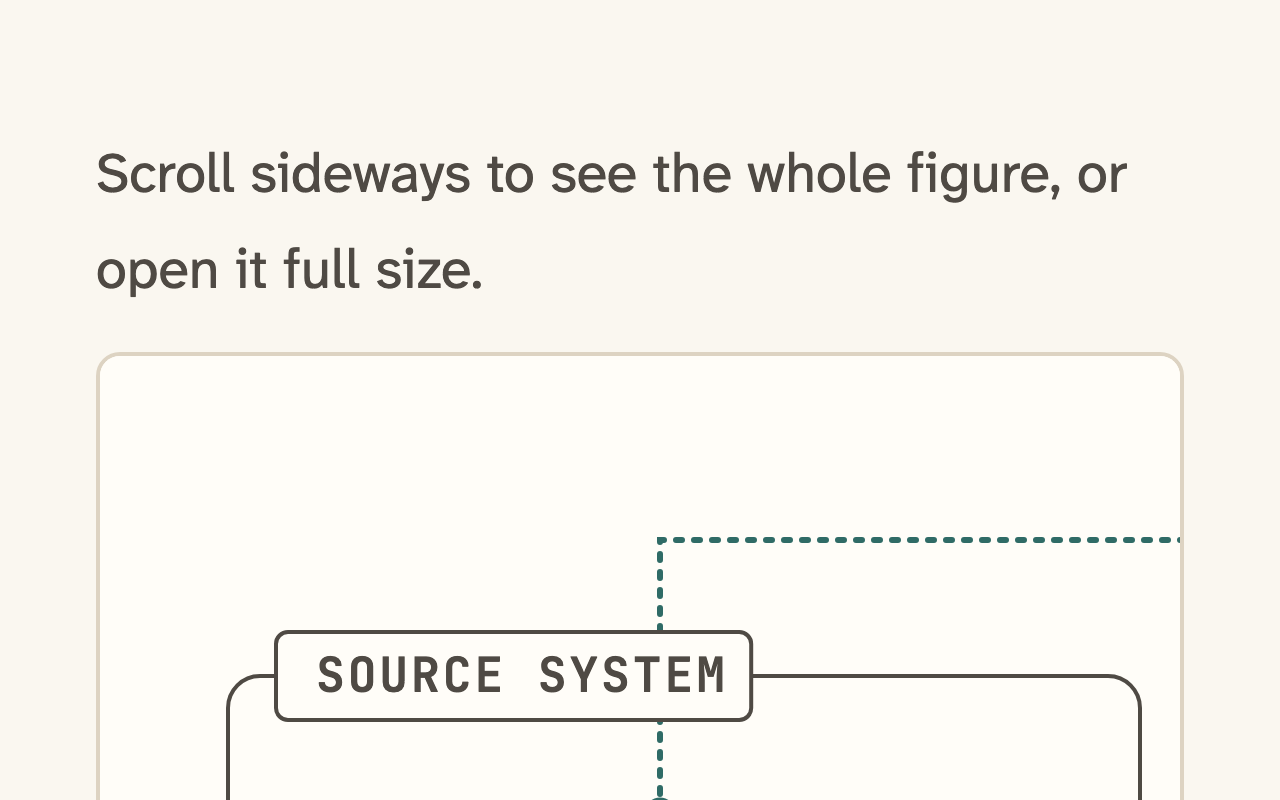 Scroll sideways to see the whole figure, or
open it full size.
SOURCE SYSTEM